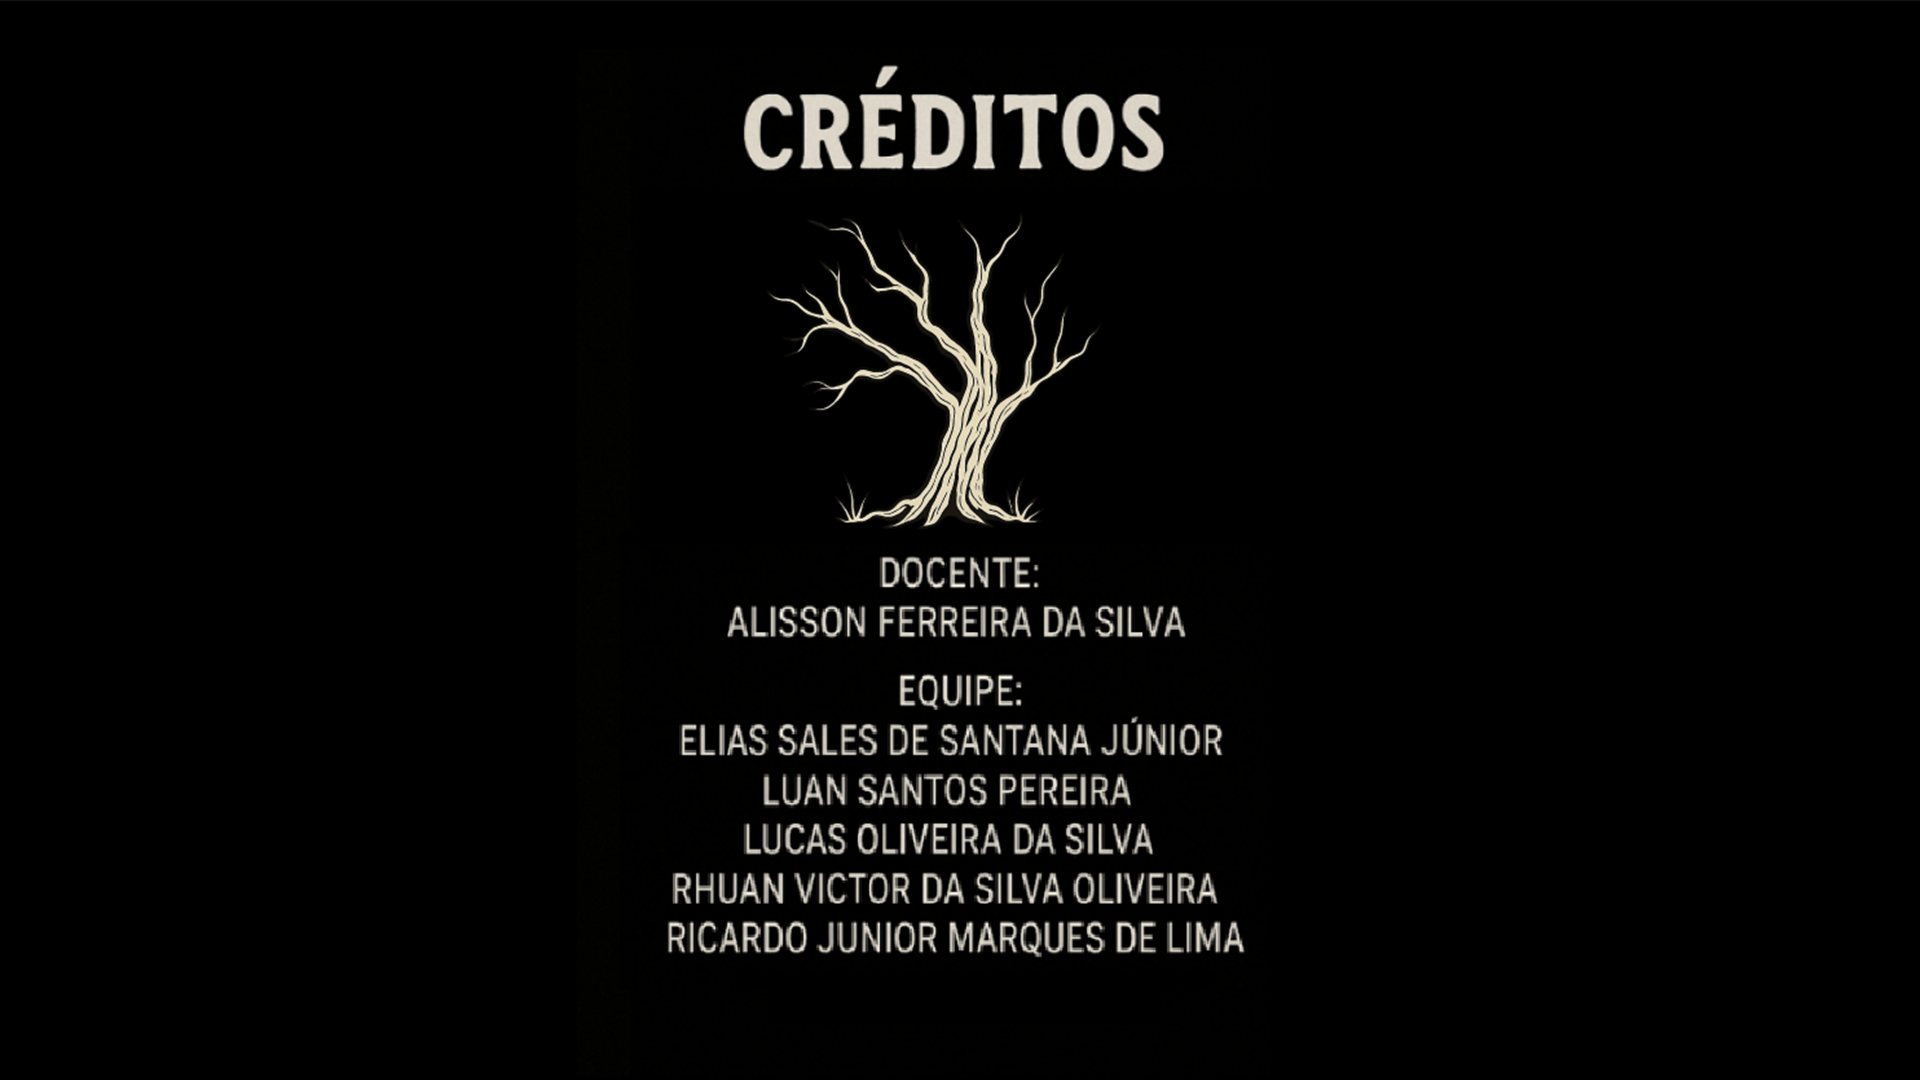 CRÉDITOS
DOCENTE:
ALISSON FERREIRA DA SILVA
EQUIPE:
ELIAS SALES DE SANTANA JÚNIOR
LUAN SANTOS PEREIRA
LUCAS OLIVEIRA DA SILVA
RHUAN VICTOR DA SILVA OLIVEIRA
RICARDO JUNIOR MARQUES DE LIMA